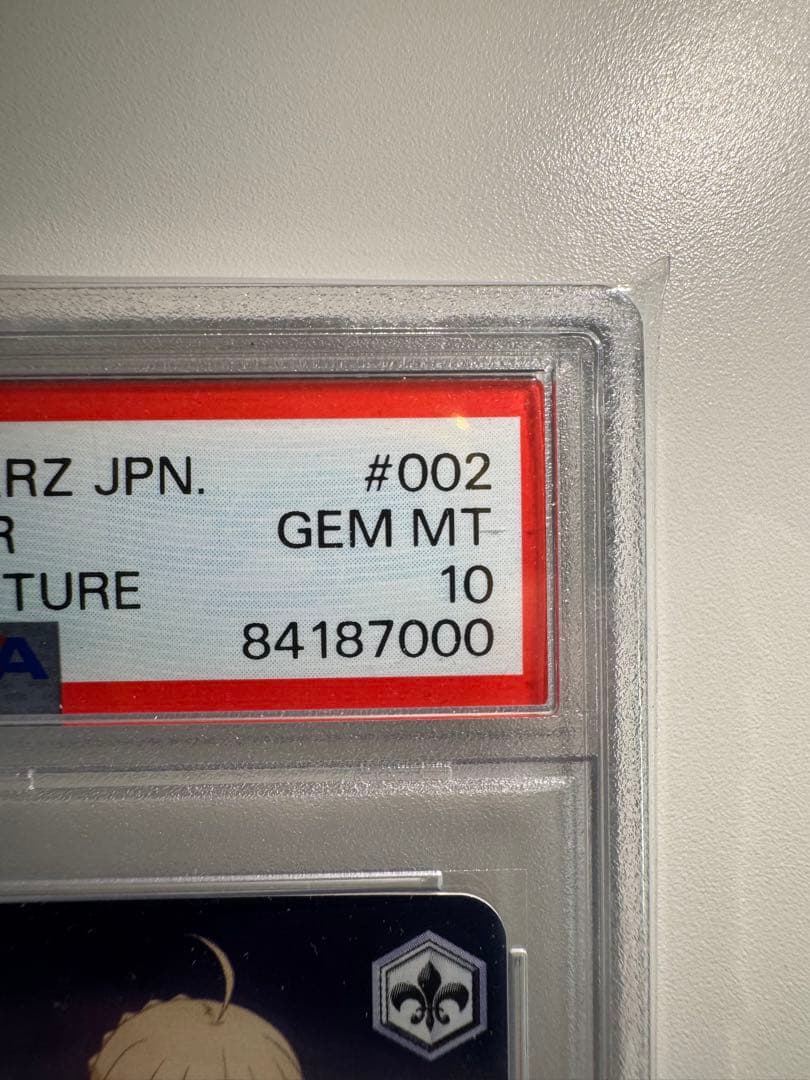 RZ JPN. #002
R GEM MT
TURE 10
A 84187000